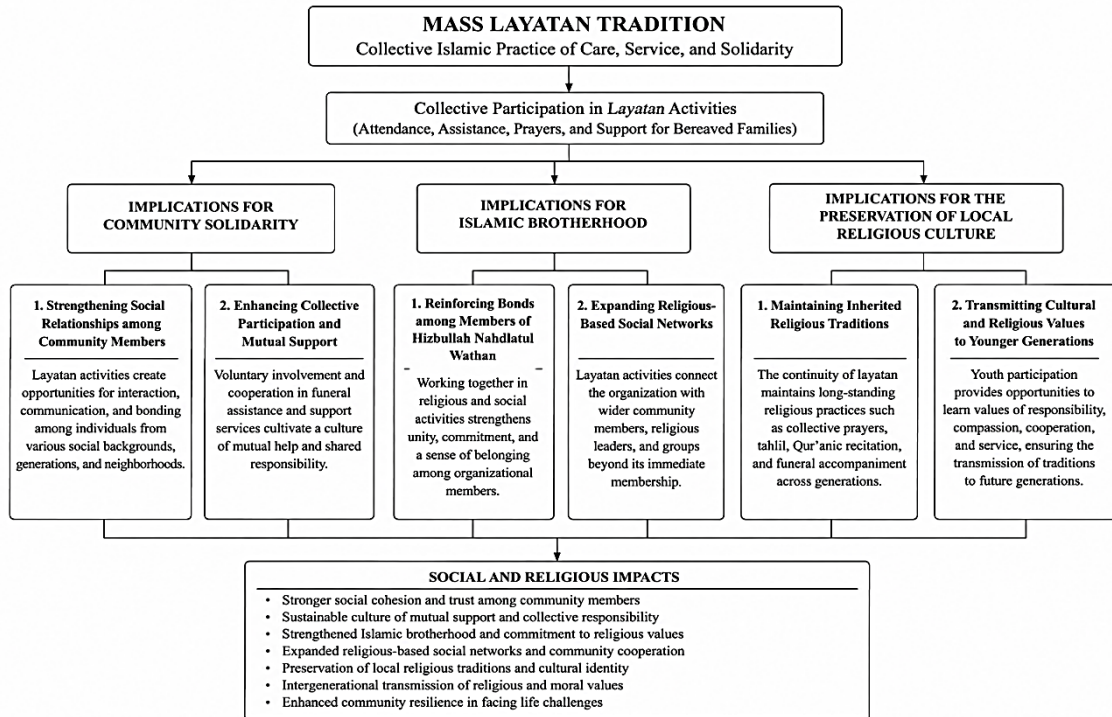 MASS LAYATAN TRADITION
Collective Islamic Practice of Care, Service, and Solidarity
Collective Participation in Layatan Activities
(Attendance, Assistance, Prayers, and Support for Bereaved Families)
IMPLICATIONS FOR
COMMUNITY SOLIDARITY
IMPLICATIONS FOR
ISLAMIC BROTHERHOOD
IMPLICATIONS FOR THE
PRESERVATION OF LOCAL
RELIGIOUS CULTURE
1. Strengthening Social
Relationships among
Community Members
Layatan activities create
opportunities for interaction,
communication, and bonding
among individuals from
various social backgrounds,
generations, and neighborhoods.
2. Enhancing Collective
Participation and
Mutual Support
Voluntary involvement and
cooperation in funeral
assistance and support
services cultivate a culture
of mutual help and shared
responsibility.
1. Reinforcing Bonds
among Members of
Hizbullah Nahdlatul
Wathan
Working together in
religious and social
activities strengthens
unity, commitment, and
a sense of belonging
among organizational
members.
2. Expanding Religious-
Based Social Networks
Layatan activities connect
the organization with
wider community
members, religious
leaders, and groups
beyond its immediate
membership.
1. Maintaining Inherited
Religious Traditions
The continuity of layatan
maintains long-standing
religious practices such
as collective prayers,
tahlil, Qur'anic recitation,
and funeral accompaniment
across generations.
2. Transmitting Cultural
and Religious Values
to Younger Generations
Youth participation
provides opportunities to
learn values of responsibility,
compassion, cooperation,
and service, ensuring the
transmission of traditions
to future generations.
SOCIAL AND RELIGIOUS IMPACTS
• Stronger social cohesion and trust among community members
• Sustainable culture of mutual support and collective responsibility
• Strengthened Islamic brotherhood and commitment to religious values
• Expanded religious-based social networks and community cooperation
• Preservation of local religious traditions and cultural identity
• Intergenerational transmission of religious and moral values
• Enhanced community resilience in facing life challenges